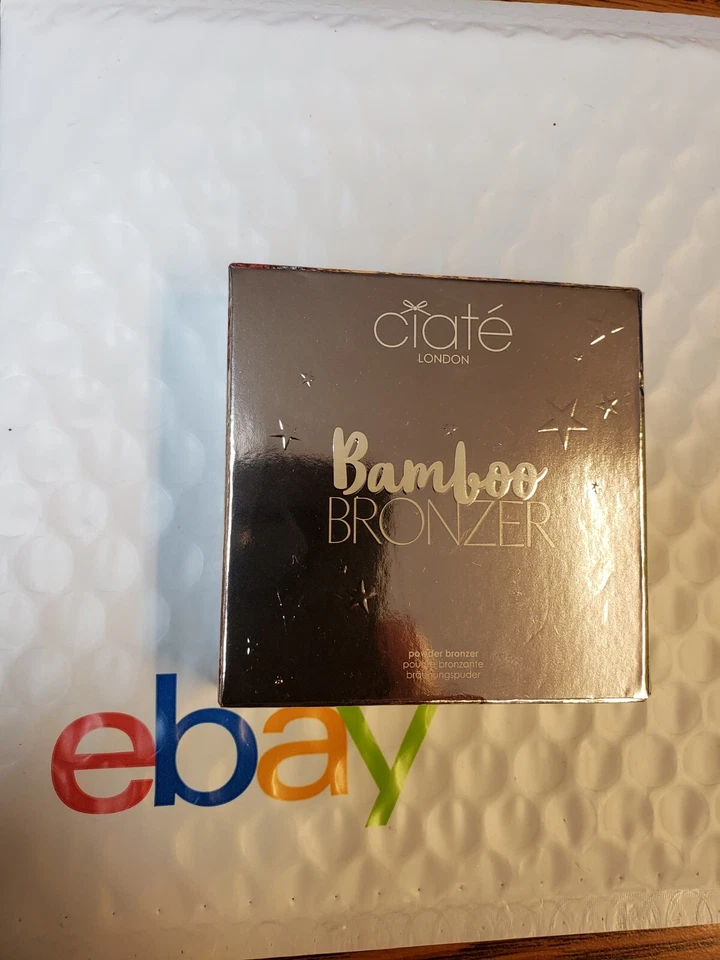 ciaté
LONDON
Bamboo
BRONZER
powder bronzer
poudre bronzante
bräunungspuder
ebay